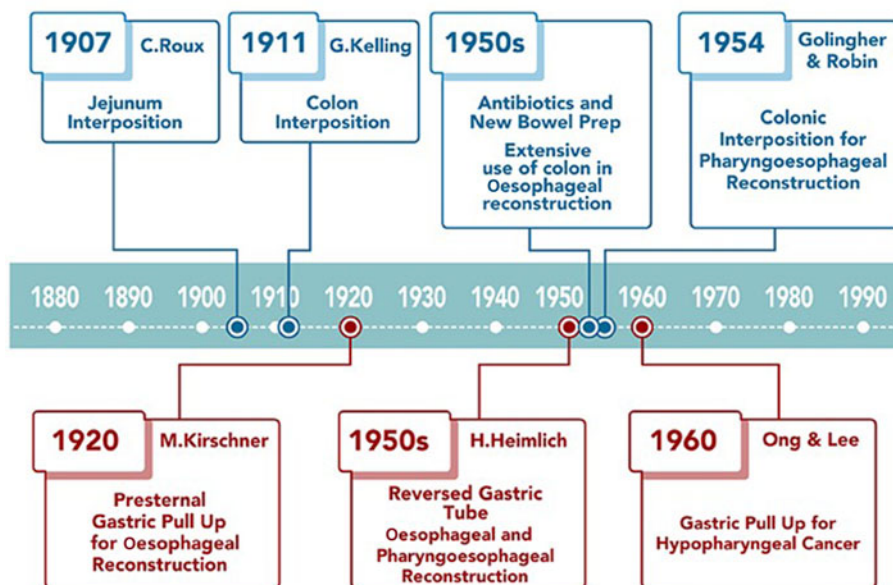 1907 C.Roux
Jejunum
Interposition
1911 G.Kelling
Colon
Interposition
1950s
Antibiotics and
New Bowel Prep
Extensive
use of colon in
Oesophageal
reconstruction
1954 Golingher
& Robin
Colonic
Interposition for
Pharyngoesophageal
Reconstruction
1880 1890 1900 1910 1920 1930 1940 1950 1960 1970 1980 1990
1920 M.Kirschner
Presternal
Gastric Pull Up
for Oesophageal
Reconstruction
1950s H.Heimlich
Reversed Gastric
Tube
Oesophageal and
Pharyngoesophageal
Reconstruction
1960 Ong & Lee
Gastric Pull Up for
Hypopharyngeal Cancer